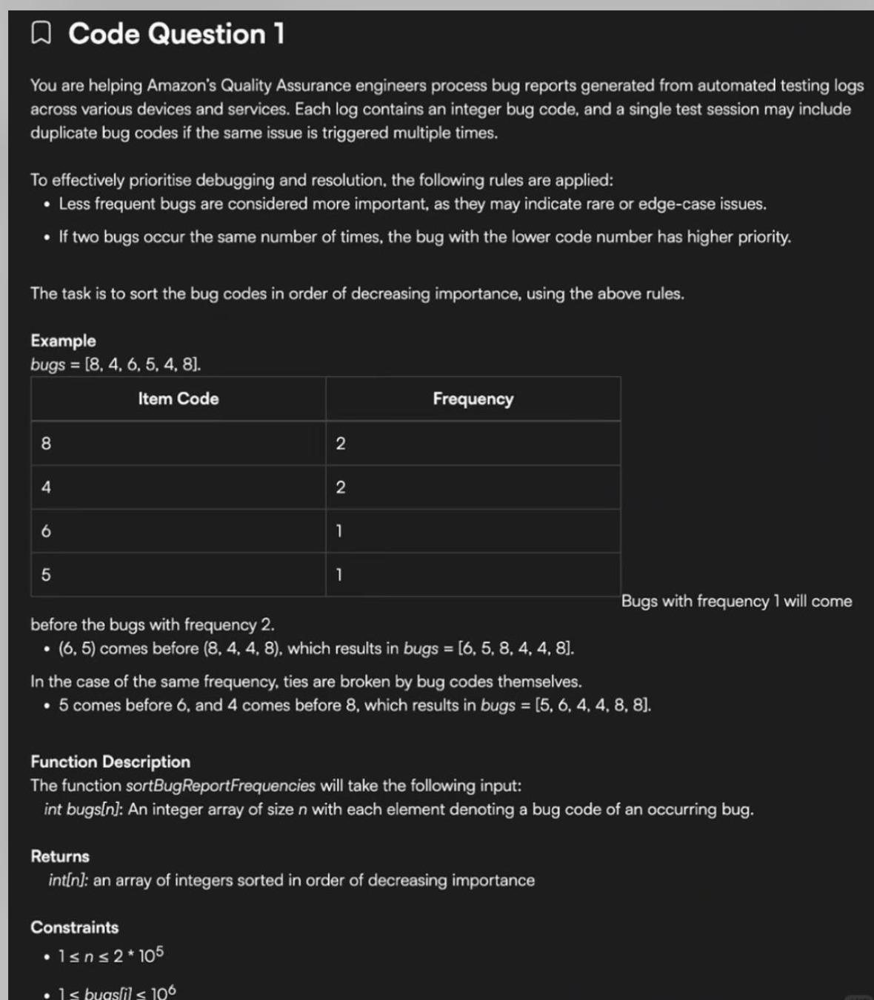 Code Question 1
You are helping Amazon's Quality Assurance engineers process bug reports generated from automated testing logs
across various devices and services. Each log contains an integer bug code, and a single test session may include
duplicate bug codes if the same issue is triggered multiple times.
To effectively prioritise debugging and resolution, the following rules are applied:
• Less frequent bugs are considered more important, as they may indicate rare or edge-case issues.
• If two bugs occur the same number of times, the bug with the lower code number has higher priority.
The task is to sort the bug codes in order of decreasing importance, using the above rules.
Example
bugs = [8, 4, 6, 5, 4, 8].
Item Code Frequency
8 2
4 2
6 1
5 1
Bugs with frequency 1 will come
before the bugs with frequency 2.
• (6, 5) comes before (8, 4, 4, 8), which results in bugs = [6, 5, 8, 4, 4, 8].
In the case of the same frequency, ties are broken by bug codes themselves.
• 5 comes before 6, and 4 comes before 8, which results in bugs = [5, 6, 4, 4, 8, 8].
Function Description
The function sortBugReportFrequencies will take the following input:
int bugs[n]: An integer array of size n with each element denoting a bug code of an occurring bug.
Returns
int[n]: an array of integers sorted in order of decreasing importance
Constraints
• 1 ≤ n ≤ 2 * 10⁵
• 1 ≤ bugs[i] ≤ 10⁶